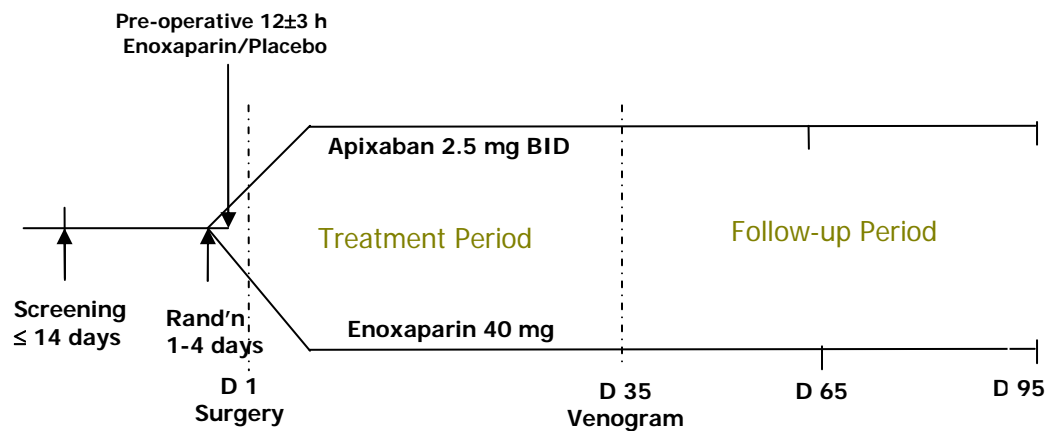 Pre-operative 12±3 h
Enoxaparin/Placebo
Apixaban 2.5 mg BID
Treatment Period
Follow-up Period
Screening
≤ 14 days
Rand'n
1-4 days
Enoxaparin 40 mg
D 1
Surgery
D 35
Venogram
D 65
D 95